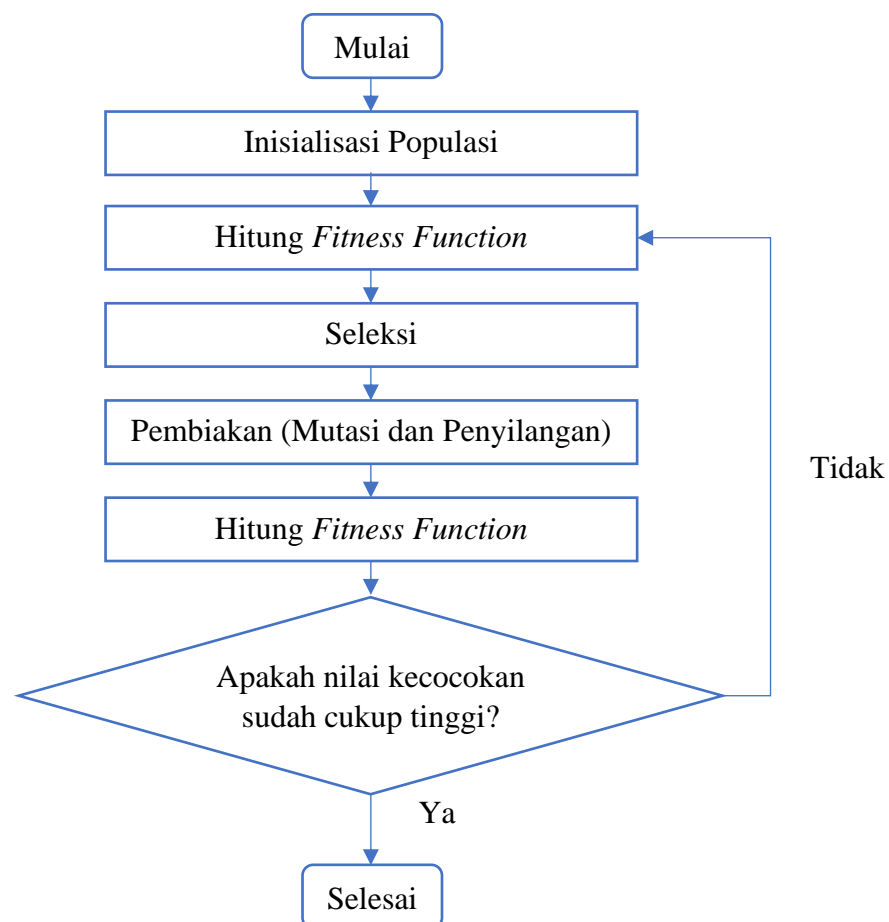 Mulai
Inisialisasi Populasi
Hitung Fitness Function
Seleksi
Pembiakan (Mutasi dan Penyilangan)
Tidak
Hitung Fitness Function
Apakah nilai kecocokan
sudah cukup tinggi?
Ya
Selesai